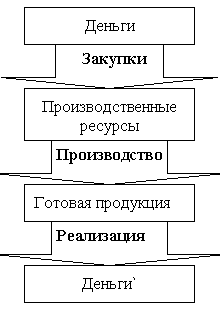 Деньги
Закупки
Производственные
ресурсы
Производство
Готовая продукция
Реализация
Деньги`